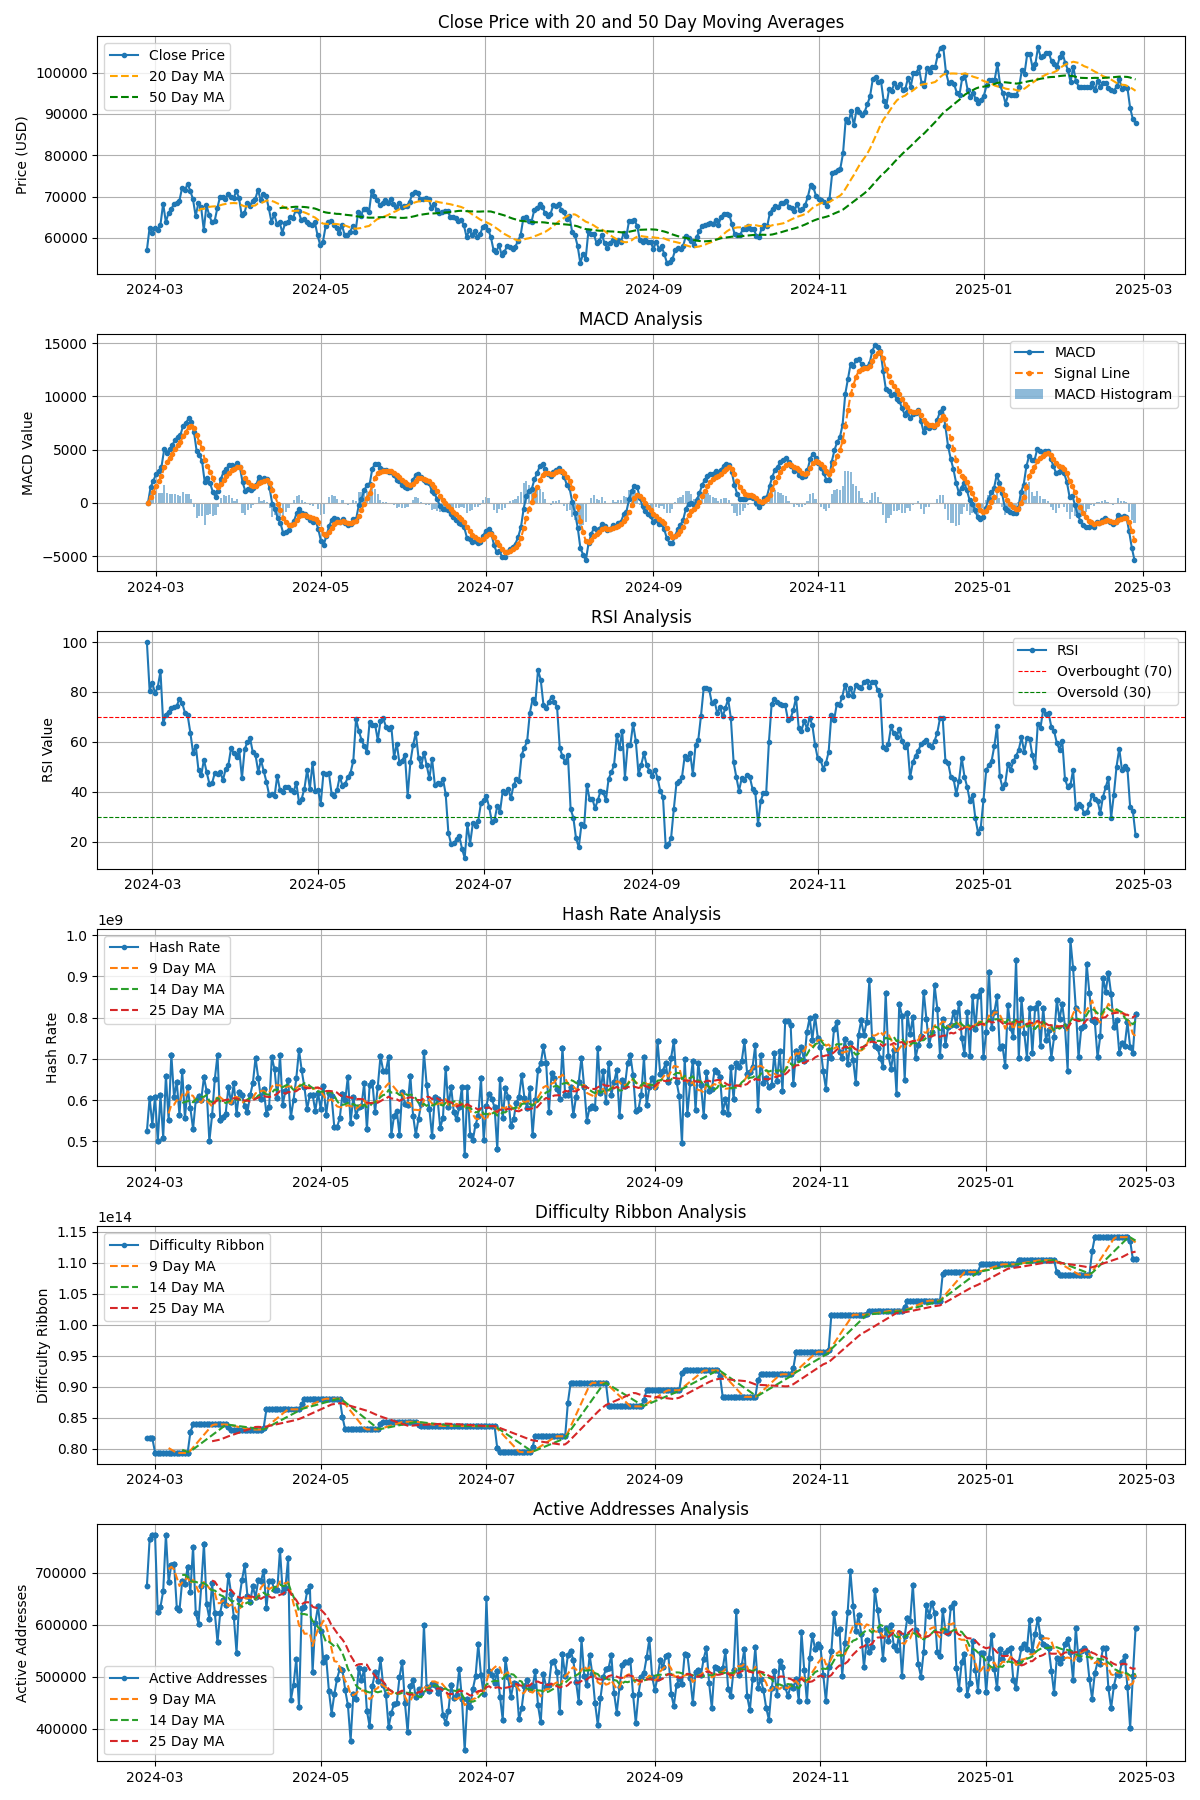 Close Price with 20 and 50 Day Moving Averages
Close Price
20 Day MA
50 Day MA
Price (USD)
100000
90000
80000
70000
60000
2024-03 2024-05 2024-07 2024-09 2024-11 2025-01 2025-03
MACD Analysis
MACD
Signal Line
MACD Histogram
MACD Value
15000
10000
5000
0
−5000
2024-03 2024-05 2024-07 2024-09 2024-11 2025-01 2025-03
RSI Analysis
RSI
Overbought (70)
Oversold (30)
RSI Value
100
80
60
40
20
2024-03 2024-05 2024-07 2024-09 2024-11 2025-01 2025-03
Hash Rate Analysis
1e9
Hash Rate
9 Day MA
14 Day MA
25 Day MA
Hash Rate
1.0
0.9
0.8
0.7
0.6
0.5
2024-03 2024-05 2024-07 2024-09 2024-11 2025-01 2025-03
Difficulty Ribbon Analysis
1e14
Difficulty Ribbon
9 Day MA
14 Day MA
25 Day MA
Difficulty Ribbon
1.15
1.10
1.05
1.00
0.95
0.90
0.85
0.80
2024-03 2024-05 2024-07 2024-09 2024-11 2025-01 2025-03
Active Addresses Analysis
Active Addresses
700000
600000
500000
400000
Active Addresses
9 Day MA
14 Day MA
25 Day MA
2024-03 2024-05 2024-07 2024-09 2024-11 2025-01 2025-03